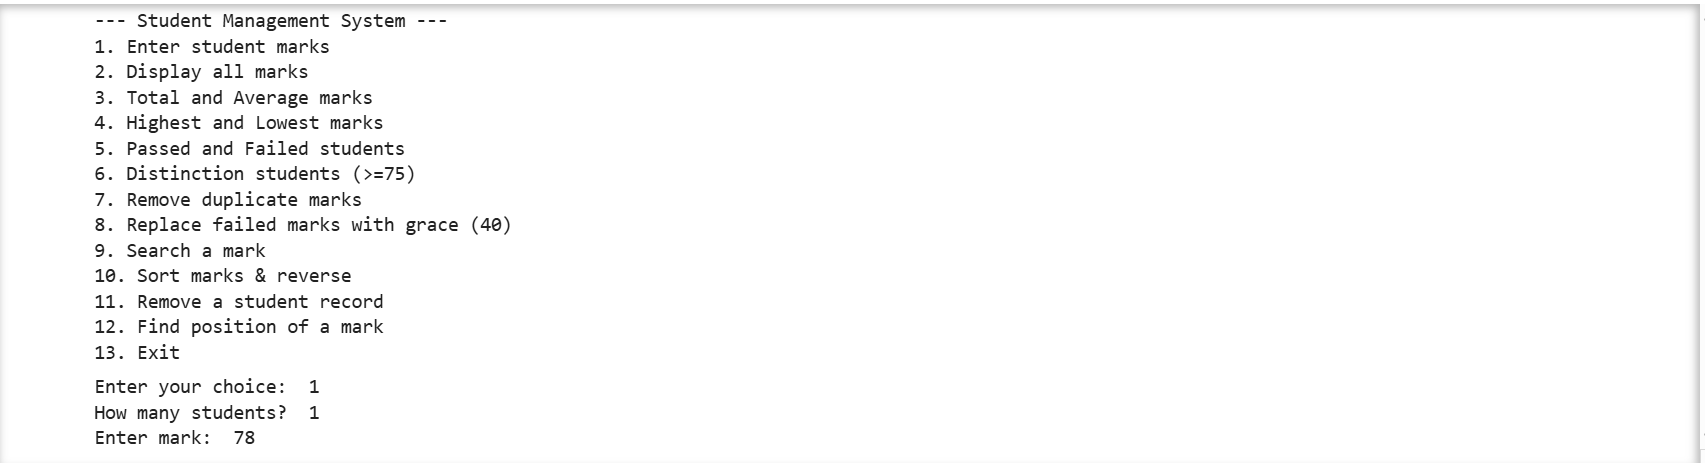 --- Student Management System ---
1. Enter student marks
2. Display all marks
3. Total and Average marks
4. Highest and Lowest marks
5. Passed and Failed students
6. Distinction students (>=75)
7. Remove duplicate marks
8. Replace failed marks with grace (40)
9. Search a mark
10. Sort marks & reverse
11. Remove a student record
12. Find position of a mark
13. Exit
Enter your choice:  1
How many students?  1
Enter mark:  78